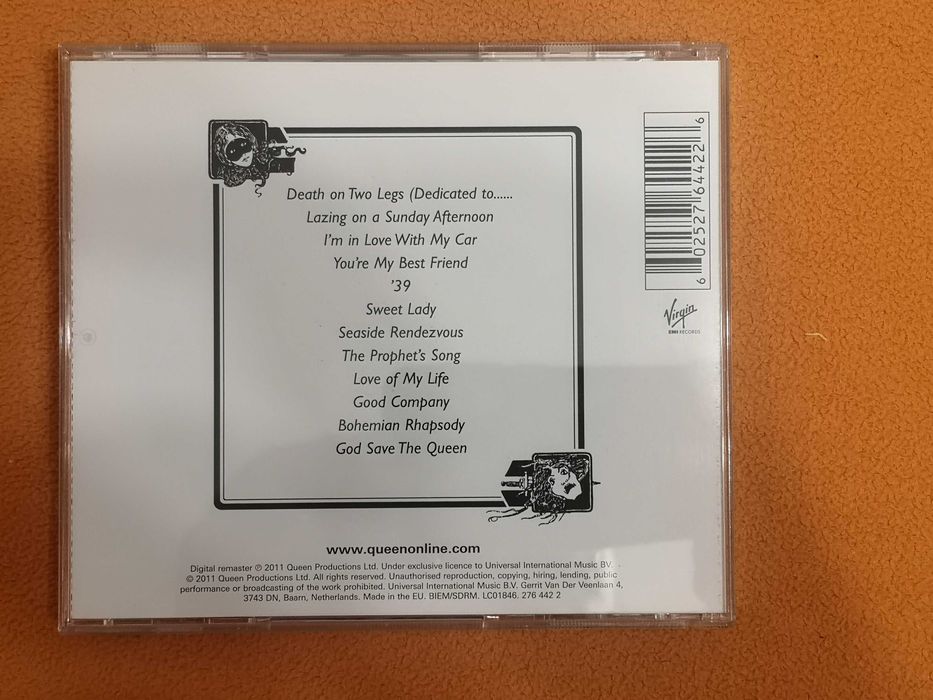 Death on Two Legs (Dedicated to......
Lazing on a Sunday Afternoon
I'm in Love With My Car
You're My Best Friend
'39
Sweet Lady
Seaside Rendezvous
The Prophet's Song
Love of My Life
Good Company
Bohemian Rhapsody
God Save The Queen
www.queenonline.com
Digital remaster ℗ 2011 Queen Productions Ltd. Under exclusive licence to Universal International Music BV.
© 2011 Queen Productions Ltd. All rights reserved. Unauthorised reproduction, copying, hiring, lending, public
performance or broadcasting of the work prohibited. Universal International Music B.V. Gerrit Van Der Veenlaan 4,
3743 DN, Baarn, Netherlands. Made in the EU. BIEM/SDRM. LC01846. 276 442 2
6 02527 64422 6
Virgin
EMI RECORDS